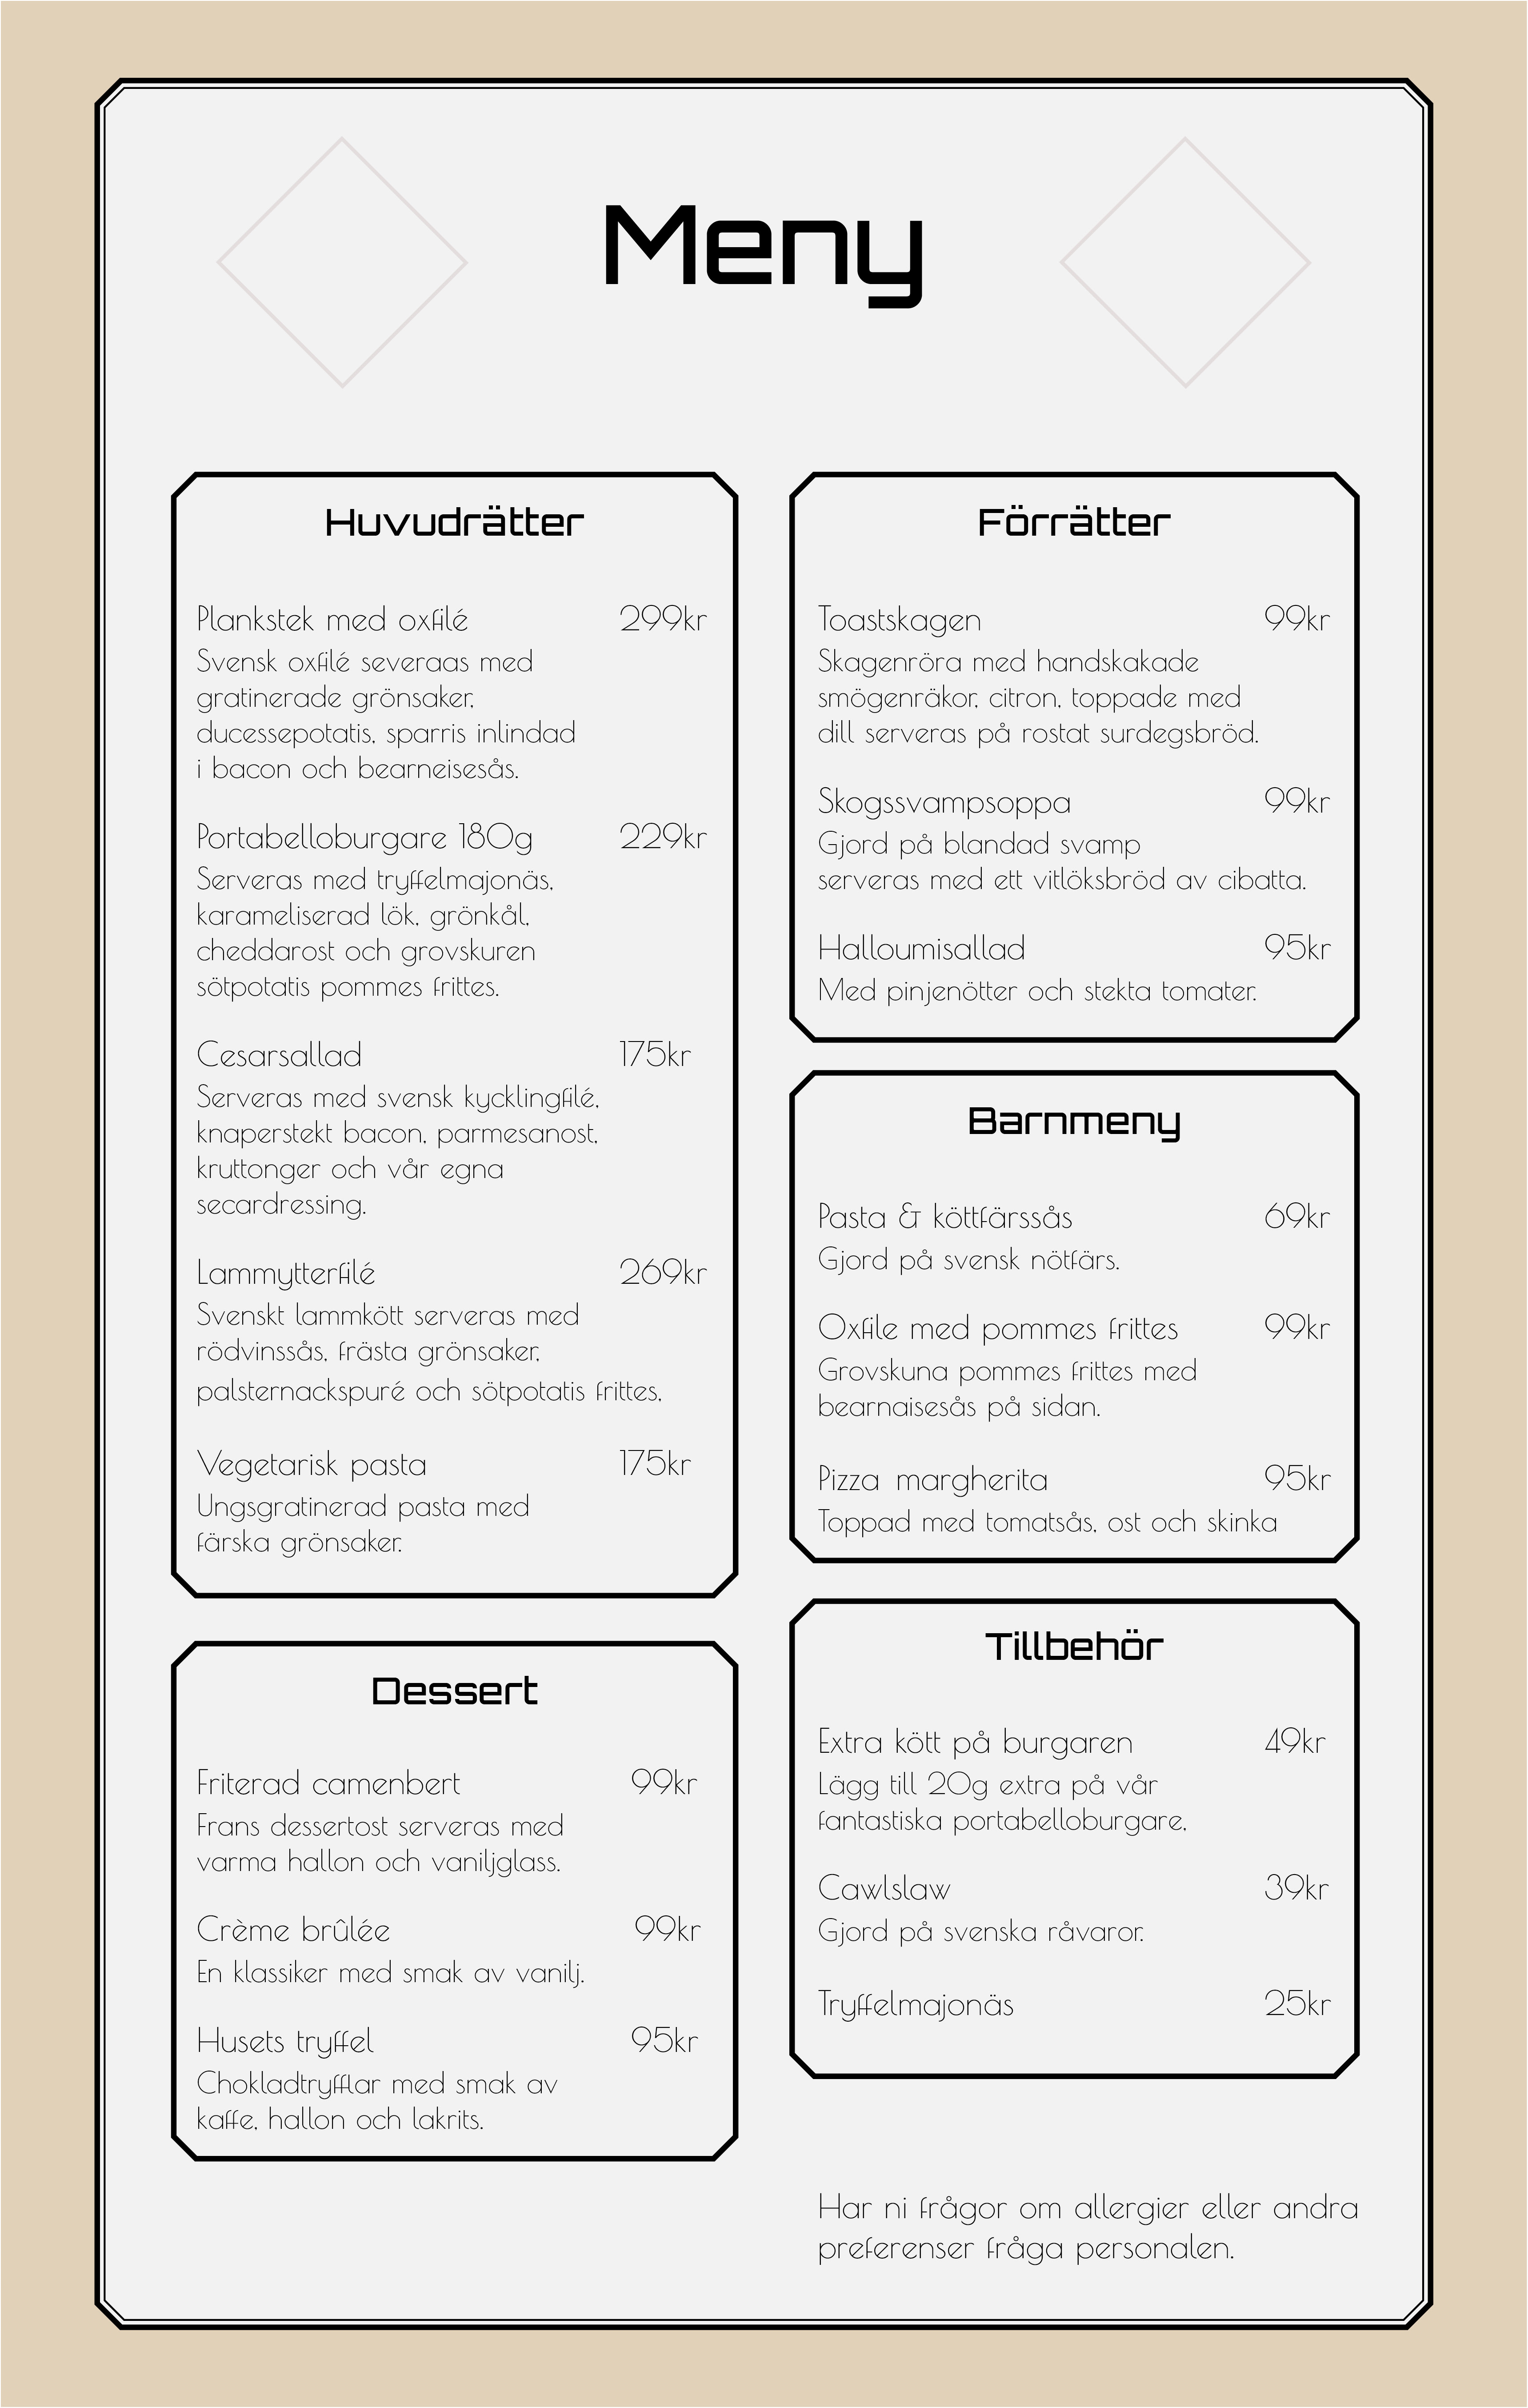 Meny
Huvudrätter
Plankstek med oxfilé 299kr
Svensk oxfilé severaas med
gratinerade grönsaker,
ducessepotatis, sparris inlindad
i bacon och bearneisesås.
Portabelloburgare 180g 229kr
Serveras med tryffelmajonäs,
karameliserad lök, grönkål,
cheddarost och grovskuren
sötpotatis pommes frittes.
Cesarsallad 175kr
Serveras med svensk kycklingfilé,
knaperstekt bacon, parmesanost,
kruttonger och vår egna
secardressing.
Lammytterfilé 269kr
Svenskt lammkött serveras med
rödvinssås, frästa grönsaker,
palsternackspuré och sötpotatis frittes,
Vegetarisk pasta 175kr
Ungsgratinerad pasta med
färska grönsaker.
Dessert
Friterad camenbert 99kr
Frans dessertost serveras med
varma hallon och vaniljglass.
Crème brûlée 99kr
En klassiker med smak av vanilj.
Husets tryffel 95kr
Chokladtryfflar med smak av
kaffe, hallon och lakrits.
Förrätter
Toastskagen 99kr
Skagenröra med handskakade
smögenräkor, citron, toppade med
dill serveras på rostat surdegsbröd.
Skogssvampsoppa 99kr
Gjord på blandad svamp
serveras med ett vitlöksbröd av cibatta.
Halloumisallad 95kr
Med pinjenötter och stekta tomater.
Barnmeny
Pasta & köttfärssås 69kr
Gjord på svensk nötfärs.
Oxfile med pommes frittes 99kr
Grovskuna pommes frittes med
bearnaisesås på sidan.
Pizza margherita 95kr
Toppad med tomatsås, ost och skinka
Tillbehör
Extra kött på burgaren 49kr
Lägg till 20g extra på vår
fantastiska portabelloburgare,
Cawlslaw 39kr
Gjord på svenska råvaror.
Tryffelmajonäs 25kr
Har ni frågor om allergier eller andra
preferenser fråga personalen.